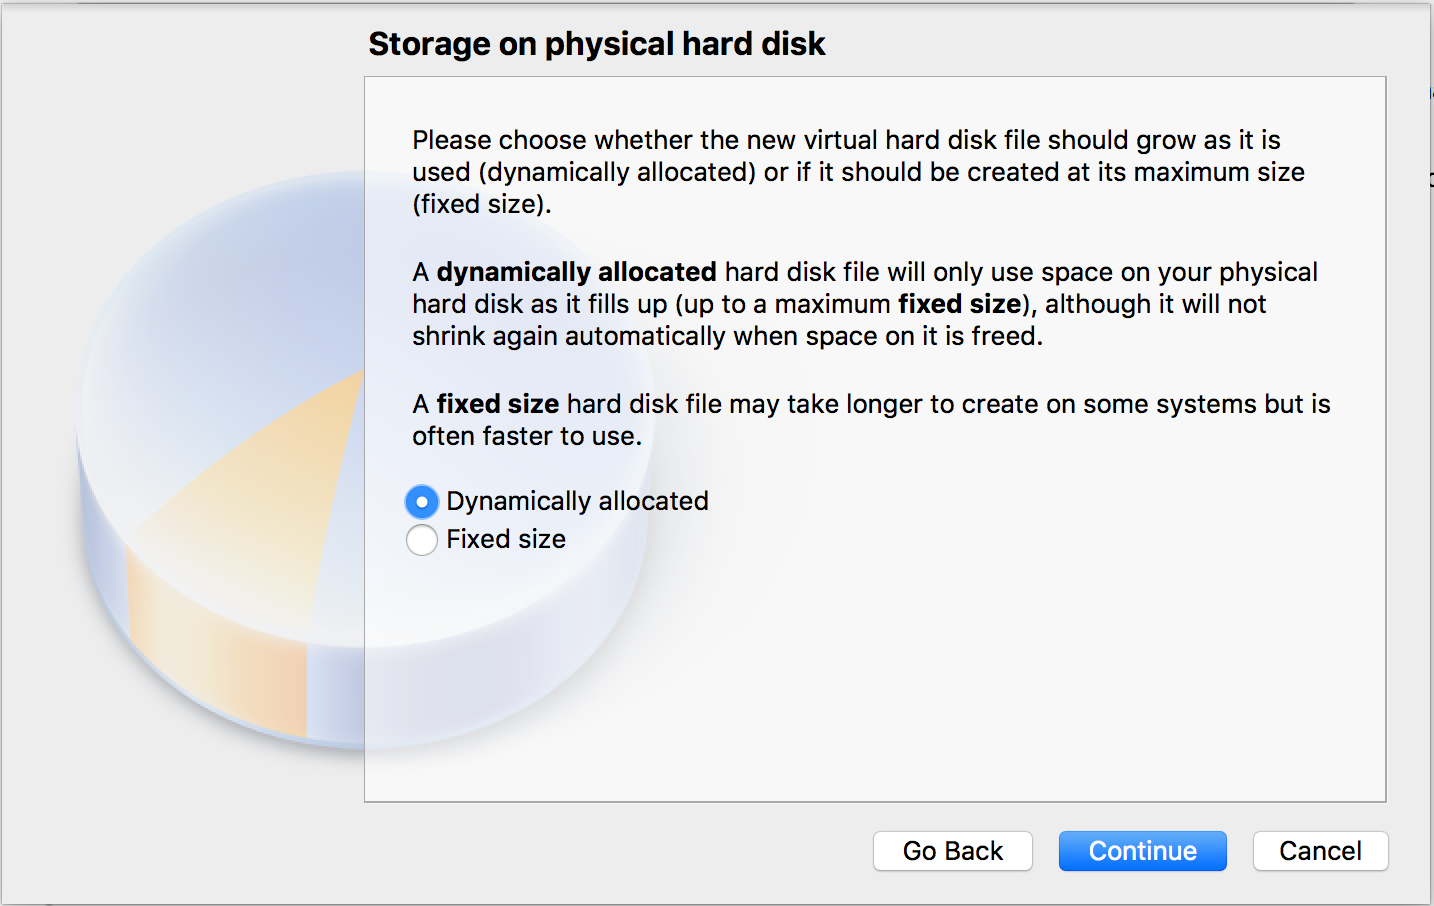 Storage on physical hard disk
Please choose whether the new virtual hard disk file should grow as it is
used (dynamically allocated) or if it should be created at its maximum size
(fixed size).
A dynamically allocated hard disk file will only use space on your physical
hard disk as it fills up (up to a maximum fixed size), although it will not
shrink again automatically when space on it is freed.
A fixed size hard disk file may take longer to create on some systems but is
often faster to use.
Dynamically allocated
Fixed size
Go Back
Continue
Cancel